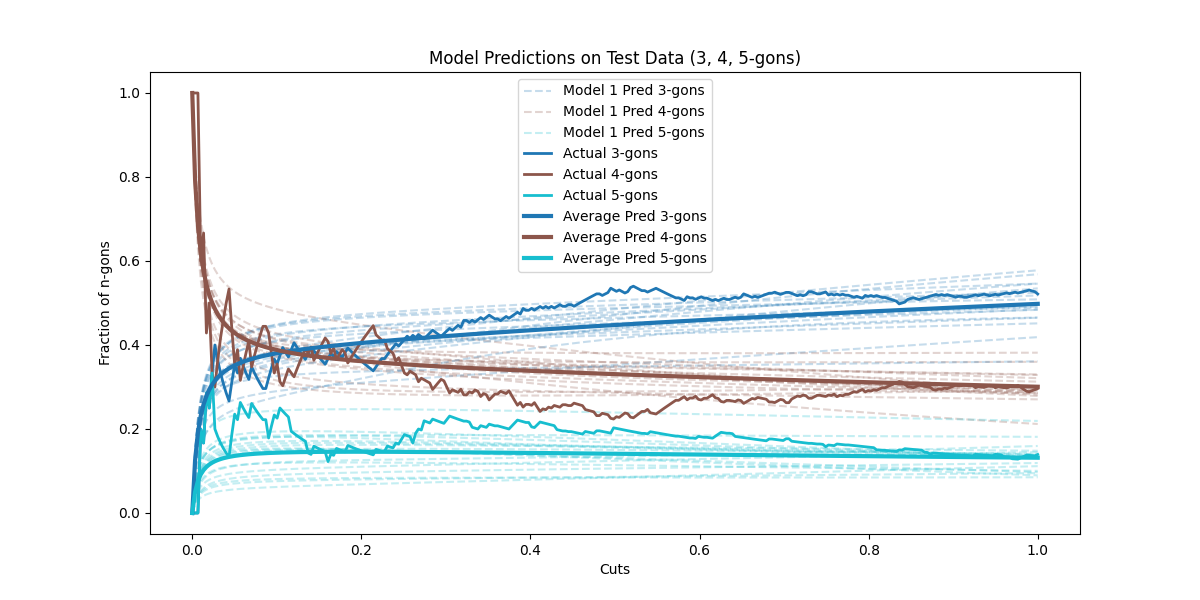 Model Predictions on Test Data (3, 4, 5-gons)
Model 1 Pred 3-gons
Model 1 Pred 4-gons
Model 1 Pred 5-gons
Actual 3-gons
Actual 4-gons
Actual 5-gons
Average Pred 3-gons
Average Pred 4-gons
Average Pred 5-gons
Fraction of n-gons
1.0
0.8
0.6
0.4
0.2
0.0
0.0
0.2
0.4
0.6
0.8
1.0
Cuts